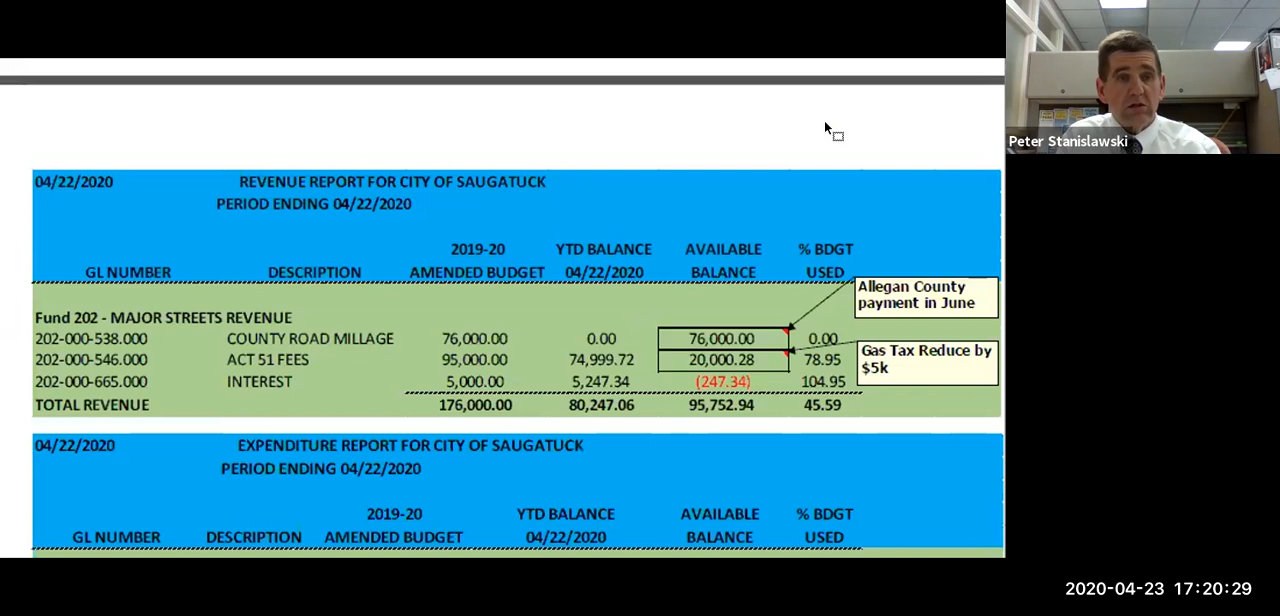 Peter Stanislawski
04/22/2020 REVENUE REPORT FOR CITY OF SAUGATUCK
PERIOD ENDING 04/22/2020
2019-20 YTD BALANCE AVAILABLE % BDGT
GL NUMBER DESCRIPTION AMENDED BUDGET 04/22/2020 BALANCE USED
Allegan County
payment in June
Fund 202 - MAJOR STREETS REVENUE
202-000-538.000 COUNTY ROAD MILLAGE 76,000.00 0.00 76,000.00 0.00
Gas Tax Reduce by
$5k
202-000-546.000 ACT 51 FEES 95,000.00 74,999.72 20,000.28 78.95
202-000-665.000 INTEREST 5,000.00 5,247.34 (247.34) 104.95
TOTAL REVENUE 176,000.00 80,247.06 95,752.94 45.59
04/22/2020 EXPENDITURE REPORT FOR CITY OF SAUGATUCK
PERIOD ENDING 04/22/2020
2019-20 YTD BALANCE AVAILABLE % BDGT
GL NUMBER DESCRIPTION AMENDED BUDGET 04/22/2020 BALANCE USED
2020-04-23 17:20:29